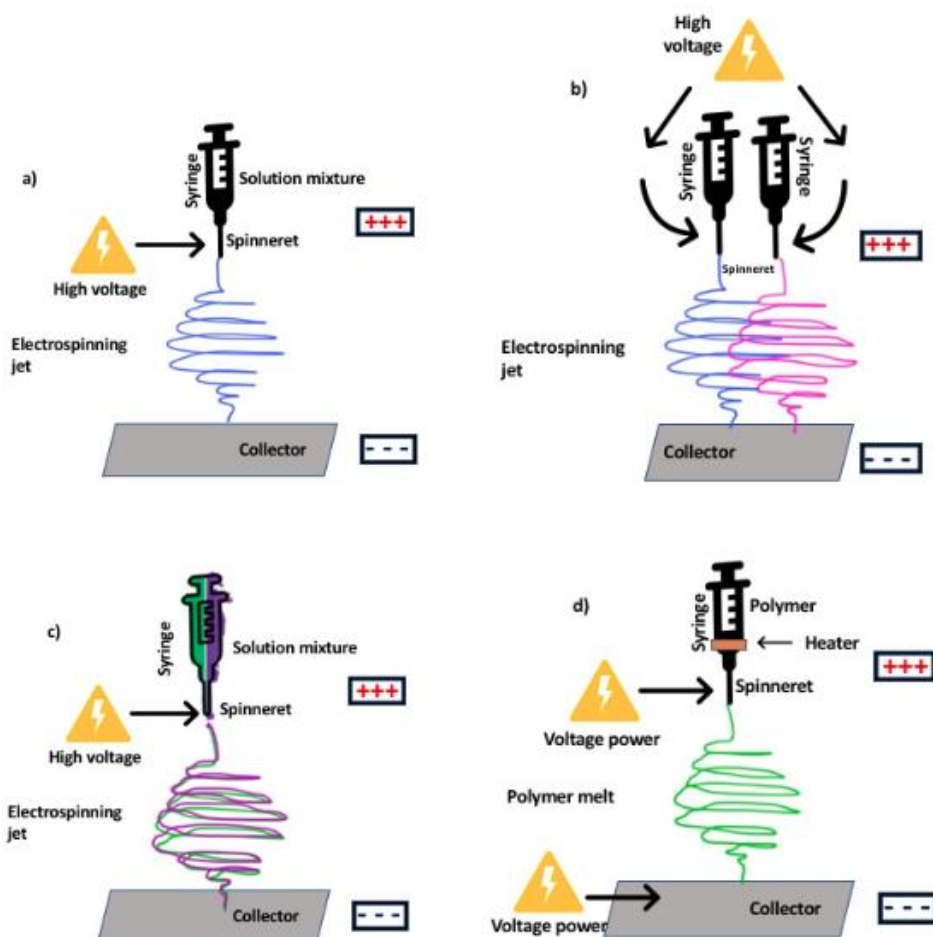 a)
Syringe
Solution mixture
+++
Spinneret
High voltage
Electrospinning
jet
Collector
- - -
High
voltage
b)
Syringe
Syringe
+++
Spinneret
Electrospinning
jet
Collector
- - -
c)
Syringe
Solution mixture
+++
Spinneret
High voltage
Electrospinning
jet
Collector
- - -
d)
Syringe
Polymer
Heater
+++
Spinneret
Voltage power
Polymer melt
Voltage power
Collector
- - -